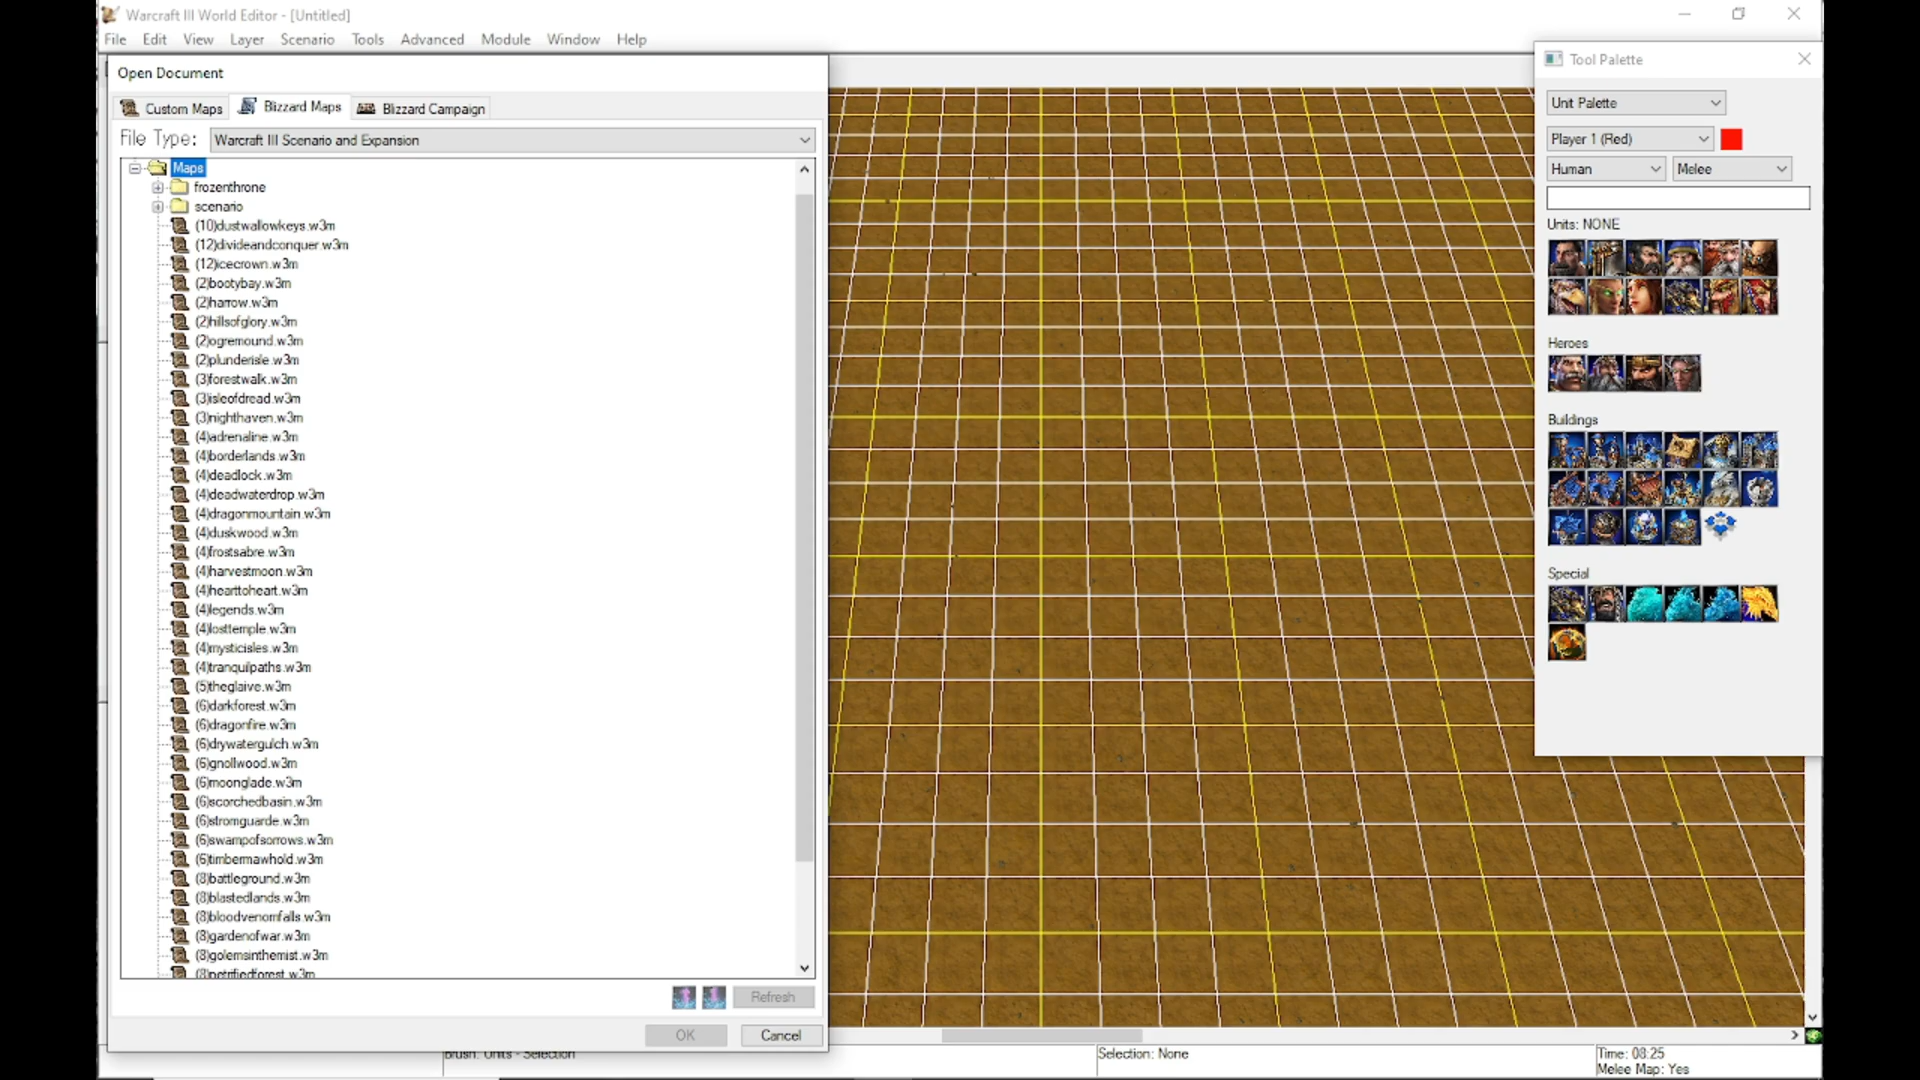 Warcraft III World Editor - [Untitled]
File Edit View Layer Scenario Tools Advanced Module Window Help
Open Document
Custom Maps Blizzard Maps Blizzard Campaign
File Type: Warcraft III Scenario and Expansion
Maps
frozenthrone
scenario
(10)dustwallowkeys.w3m
(12)divideandconquer.w3m
(12)icecrown.w3m
(2)bootybay.w3m
(2)harrow.w3m
(2)hillsofglory.w3m
(2)ogremound.w3m
(2)plunderisle.w3m
(3)forestwalk.w3m
(3)isleofdread.w3m
(3)nighthaven.w3m
(4)adrenaline.w3m
(4)borderlands.w3m
(4)deadlock.w3m
(4)deadwaterdrop.w3m
(4)dragonmountain.w3m
(4)duskwood.w3m
(4)frostsabre.w3m
(4)harvestmoon.w3m
(4)hearttoheart.w3m
(4)legends.w3m
(4)losttemple.w3m
(4)mysticisles.w3m
(4)tranquilpaths.w3m
(5)theglaive.w3m
(6)darkforest.w3m
(6)dragonfire.w3m
(6)drywatergulch.w3m
(6)gnollwood.w3m
(6)moonglade.w3m
(6)scorchedbasin.w3m
(6)stromguarde.w3m
(6)swampofsorrows.w3m
(6)timbermawhold.w3m
(8)battleground.w3m
(8)blastedlands.w3m
(8)bloodvenomfalls.w3m
(8)gardenofwar.w3m
(8)golemsinthemist.w3m
(8)petrifiedforest.w3m
Refresh
OK Cancel
Tool Palette
Unit Palette
Player 1 (Red)
Human Melee
Units: NONE
Heroes
Buildings
Special
Brush: Units - Selection
Selection: None
Time: 08:25
Melee Map: Yes